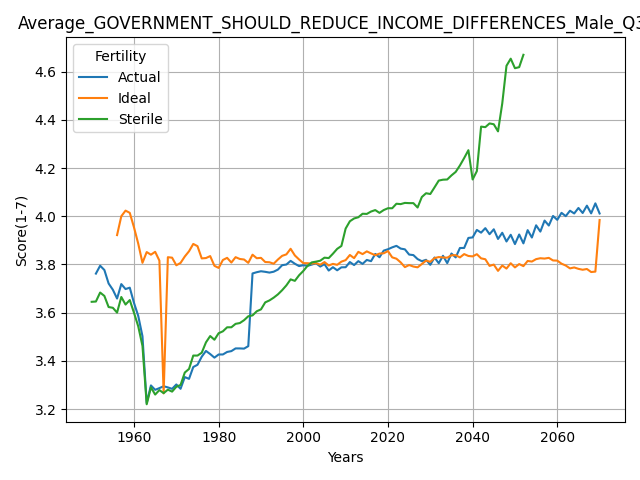 Average_GOVERNMENT_SHOULD_REDUCE_INCOME_DIFFERENCES_Male_Q3
Fertility
Actual
Ideal
Sterile
Score(1-7)
4.6
4.4
4.2
4.0
3.8
3.6
3.4
3.2
1960 1980 2000 2020 2040 2060
Years